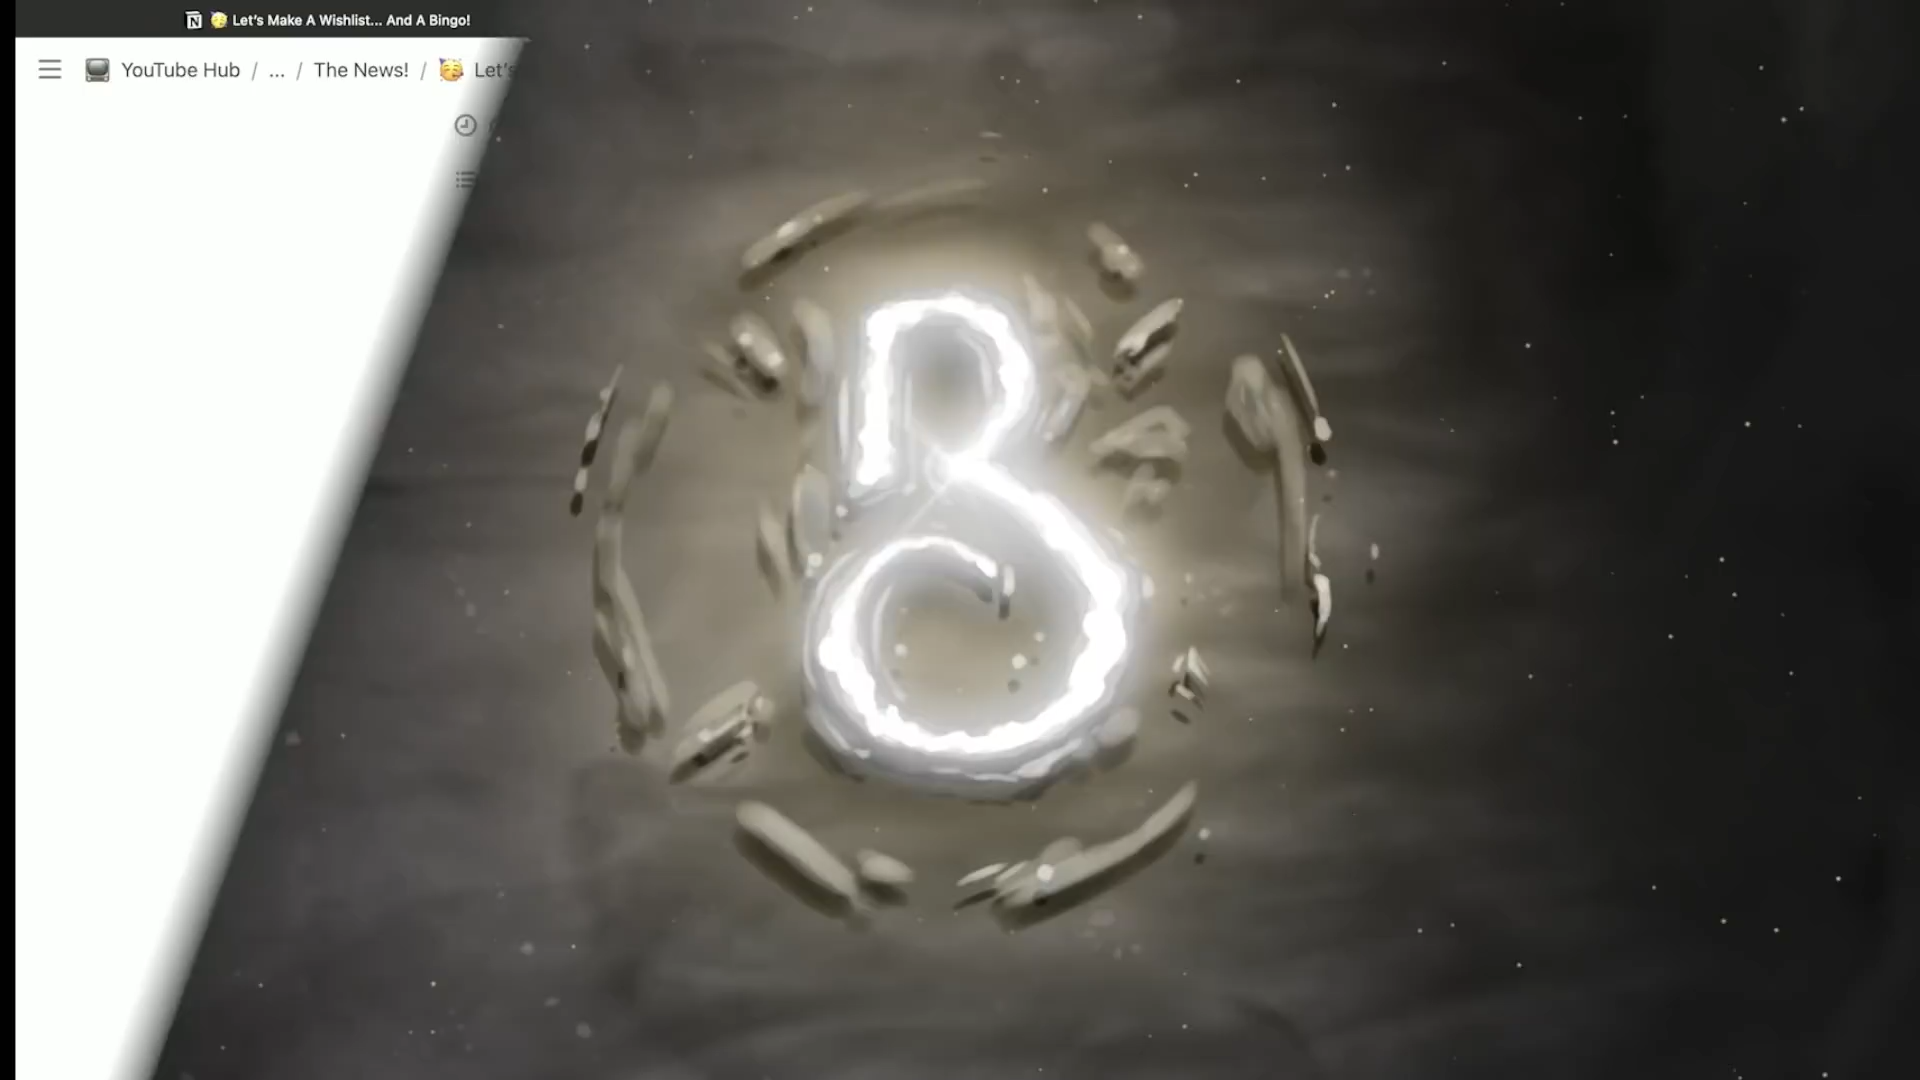 🥳 Let's Make A Wishlist... And A Bingo!
YouTube Hub / ... / The News! / 🥳 Let's
B